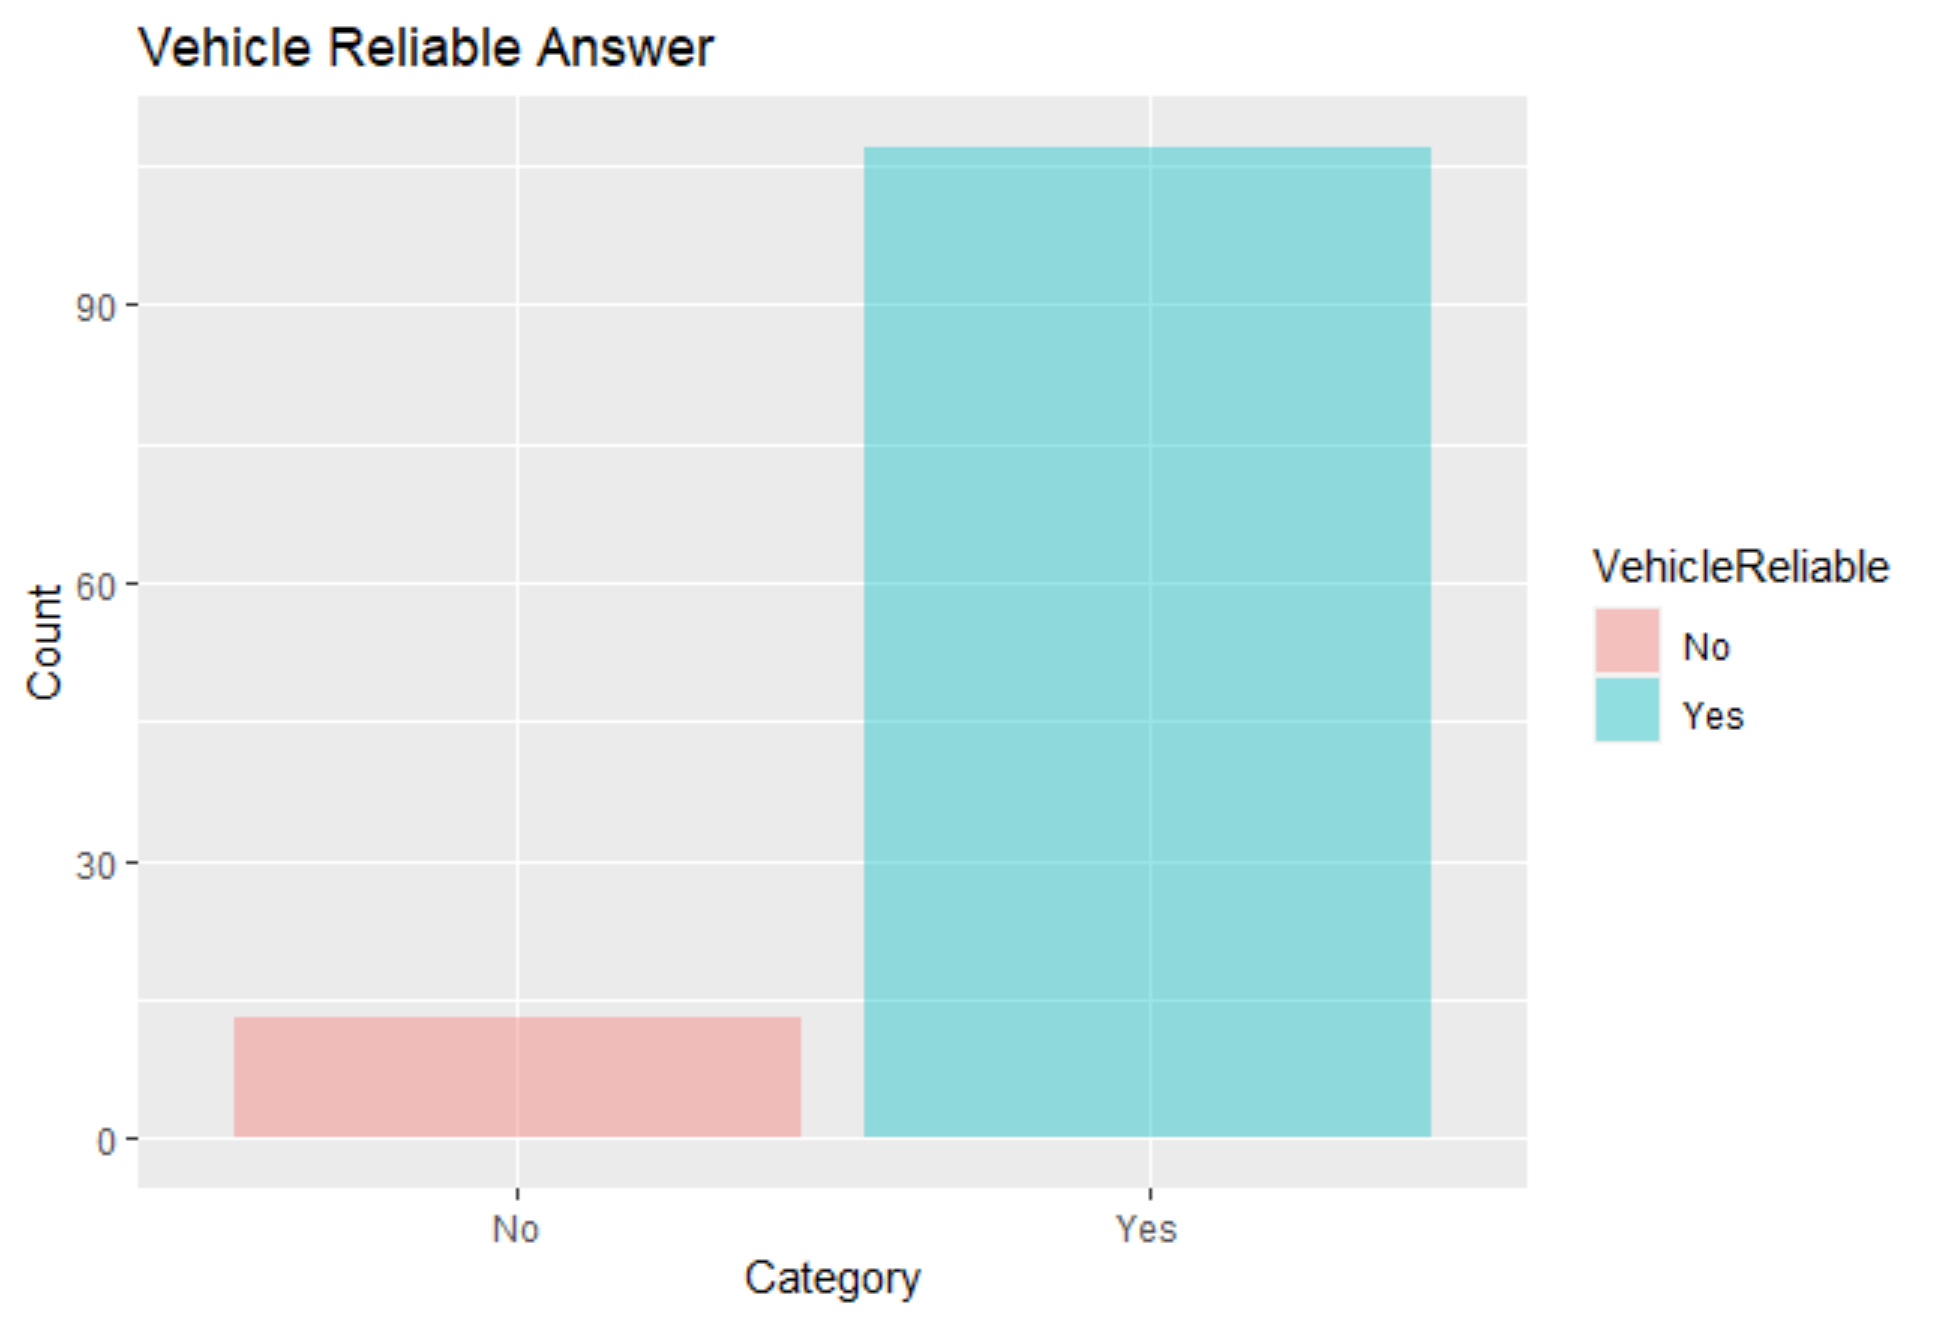 Vehicle Reliable Answer
Count
90
60
30
0
No
Yes
Category
VehicleReliable
No
Yes